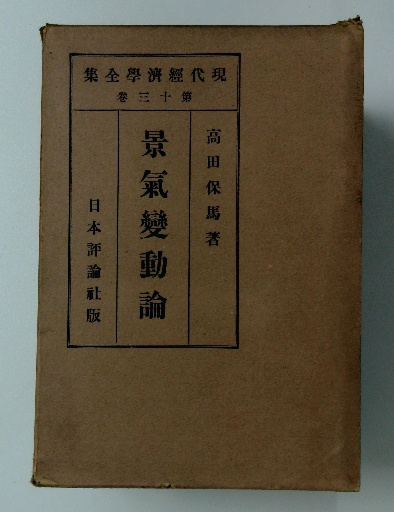 現代經濟學全集
第十三卷
高田保馬著
景氣變動論
日本評論社版